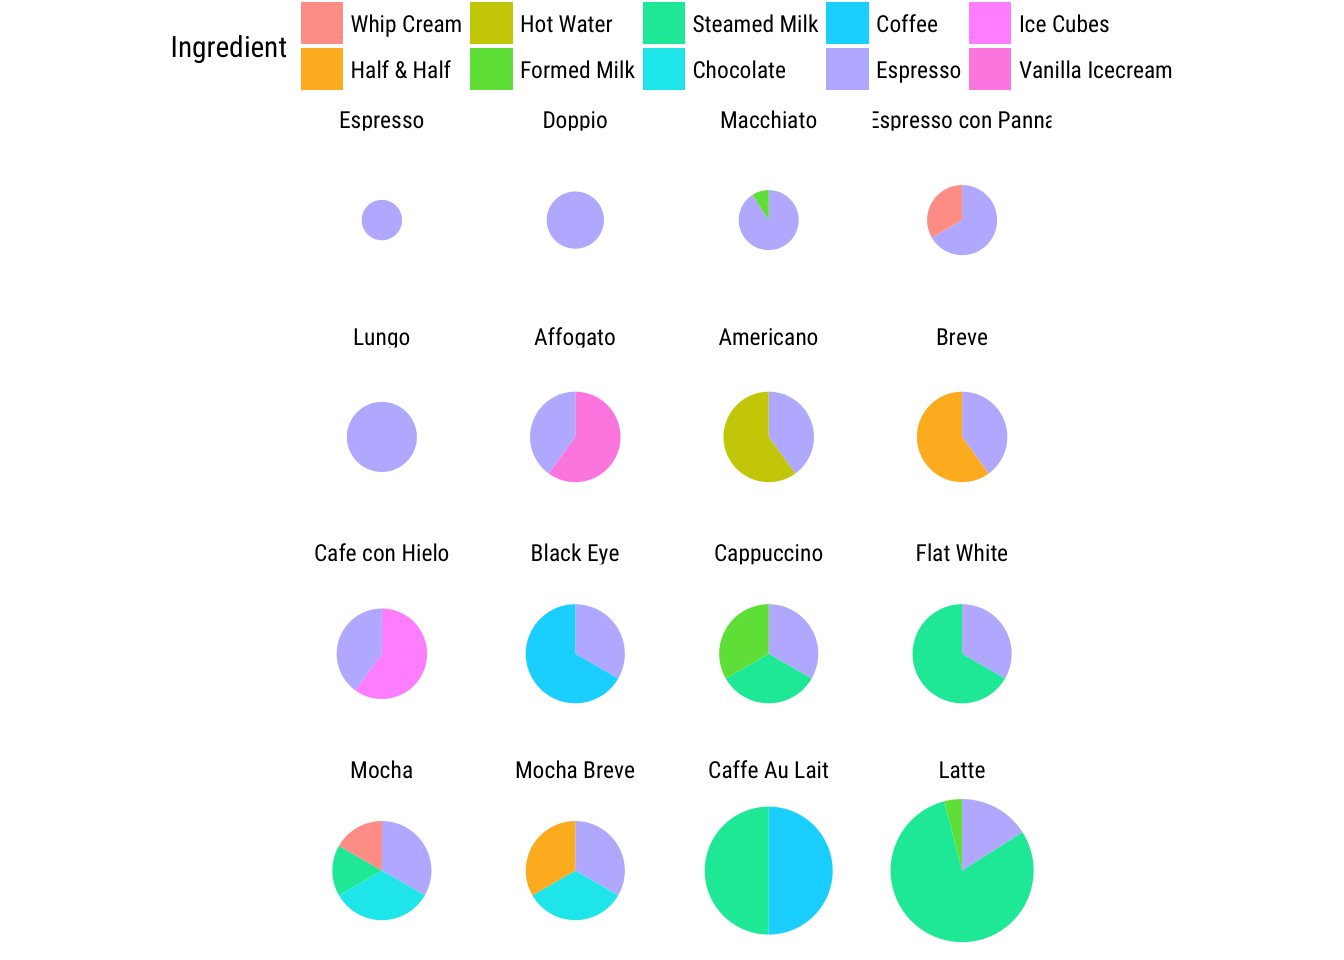 Ingredient
Whip Cream Hot Water Steamed Milk Coffee Ice Cubes
Half & Half Formed Milk Chocolate Espresso Vanilla Icecream
Espresso Doppio Macchiato Espresso con Panna
Lungo Affogato Americano Breve
Cafe con Hielo Black Eye Cappuccino Flat White
Mocha Mocha Breve Caffe Au Lait Latte